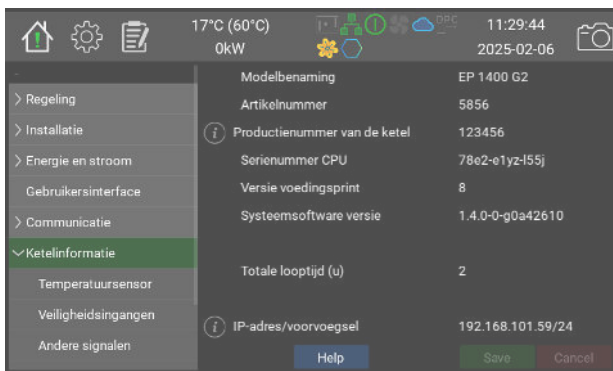 17°C (60°C)
0kW
DPC
11:29:44
2025-02-06
Regeling
Installatie
Energie en stroom
Gebruikersinterface
Communicatie
Ketelinformatie
Temperatuursensor
Veiligheidsingangen
Andere signalen
Modelbenaming EP 1400 G2
Artikelnummer 5856
Productienummer van de ketel 123456
Serienummer CPU 78e2-e1yz-l55j
Versie voedingsprint 8
Systeemsoftware versie 1.4.0-0-g0a42610
Totale looptijd (u) 2
IP-adres/voorvoegsel 192.168.101.59/24
Help Save Cancel